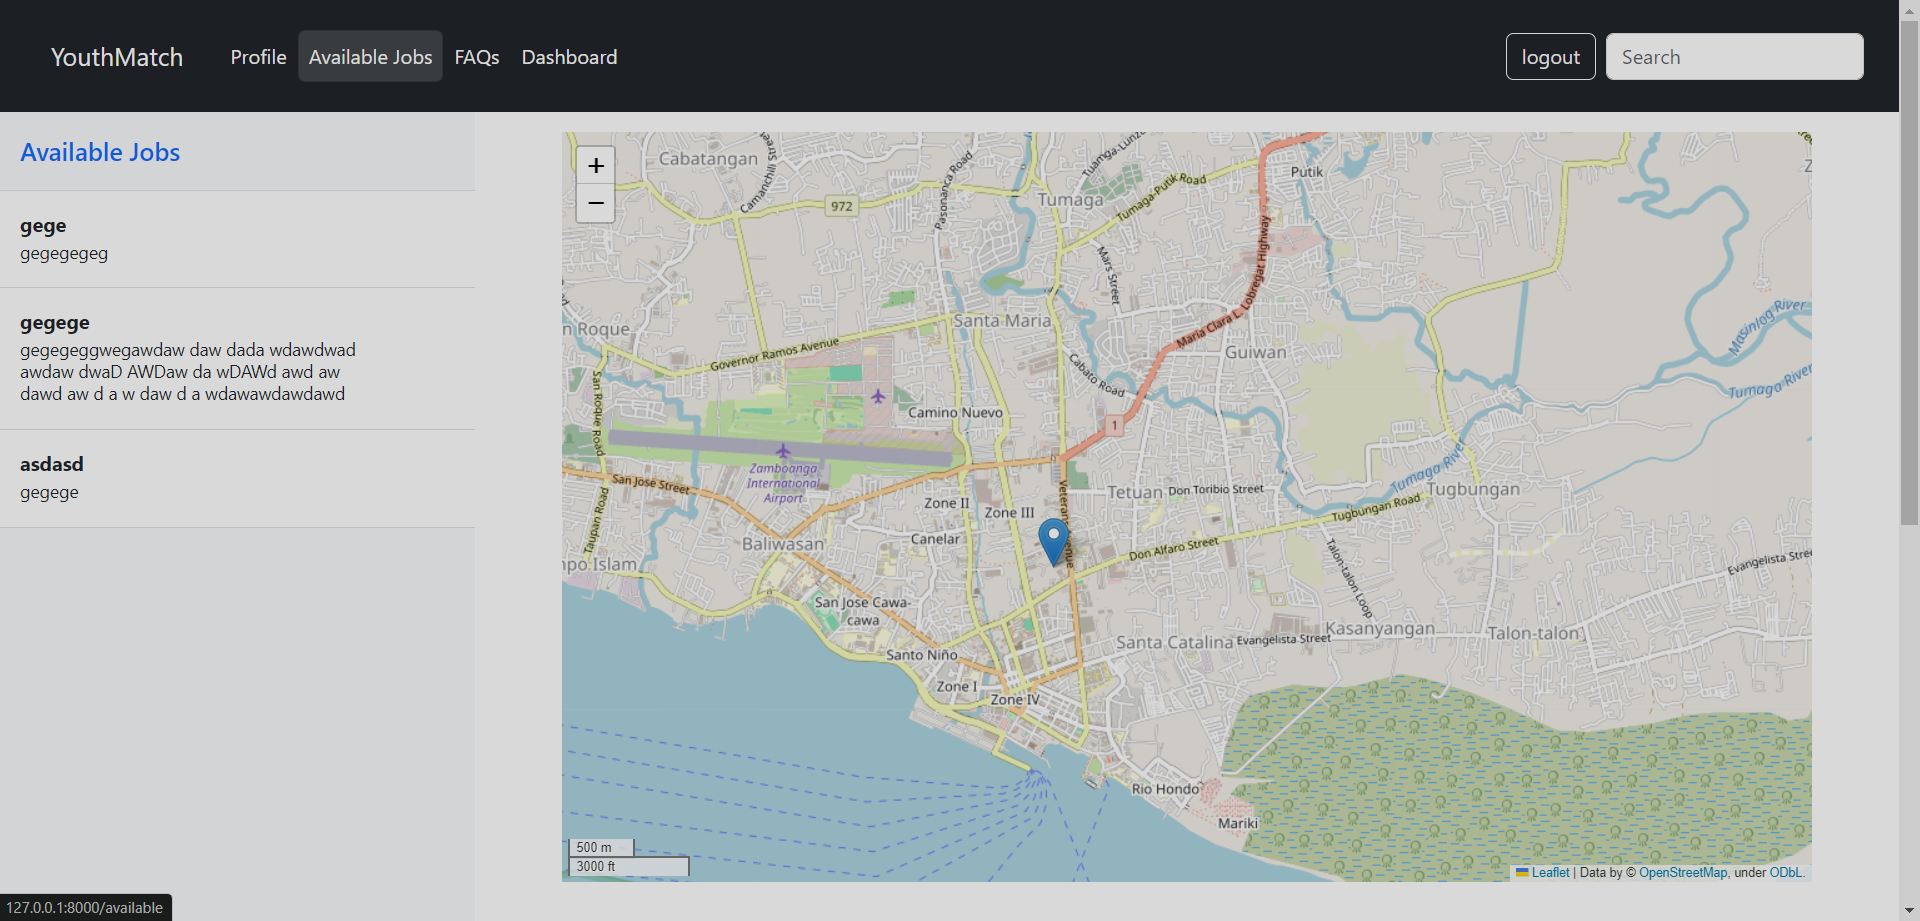 YouthMatch
Profile
Available Jobs
FAQs
Dashboard
logout
Search
Available Jobs
gege
gegegegeg
gegege
gegegeggwegawdaw daw dada wdawdwad
awdaw dwaD AWDaw da wDAWd awd aw
dawd aw d a w daw d a wdawawdawdawd
asdasd
gegege
+
−
Cabatangan
Camanchili Street
972
Pasonanca Road
Tumaga
Tumaga-Putik Road
Putik
Mars Street
Maria Clara L. Lobregat Highway
n Roque
Santa Maria
Governor Ramos Avenue
Cabato Road
Guiwan
Masinlog River
Tumaga River
San Roque Road
Camino Nuevo
1
Zamboanga
International
Airport
San Jose Street
Taupan Road
Zone II
Zone III
Veterans Avenue
Tetuan
Don Toribio Street
Tumaga River
Tugbungan
Tugbungan Road
Canelar
Baliwasan
Don Alfaro Street
Talon-talon Loop
Evangelista Stree
mpo Islam
San Jose Cawa-
cawa
Santo Niño
Santa Catalina
Evangelista Street
Kasanyangan
Talon-talon
Zone I
Zone IV
Rio Hondo
Mariki
500 m
3000 ft
Leaflet | Data by © OpenStreetMap, under ODbL.
127.0.0.1:8000/available